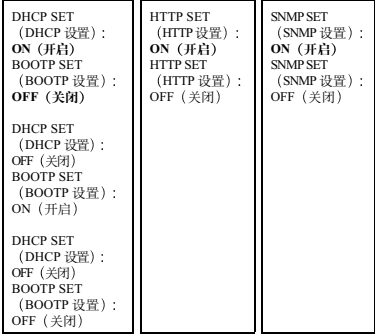 DHCP SET
（DHCP 设置）:
ON（开启）
BOOTP SET
（BOOTP 设置）:
OFF（关闭）
DHCP SET
（DHCP 设置）:
OFF（关闭）
BOOTP SET
（BOOTP 设置）:
ON（开启）
DHCP SET
（DHCP 设置）:
OFF（关闭）
BOOTP SET
（BOOTP 设置）:
OFF（关闭）
HTTP SET
（HTTP 设置）:
ON（开启）
HTTP SET
（HTTP 设置）:
OFF（关闭）
SNMP SET
（SNMP 设置）:
ON（开启）
SNMP SET
（SNMP 设置）:
OFF（关闭）